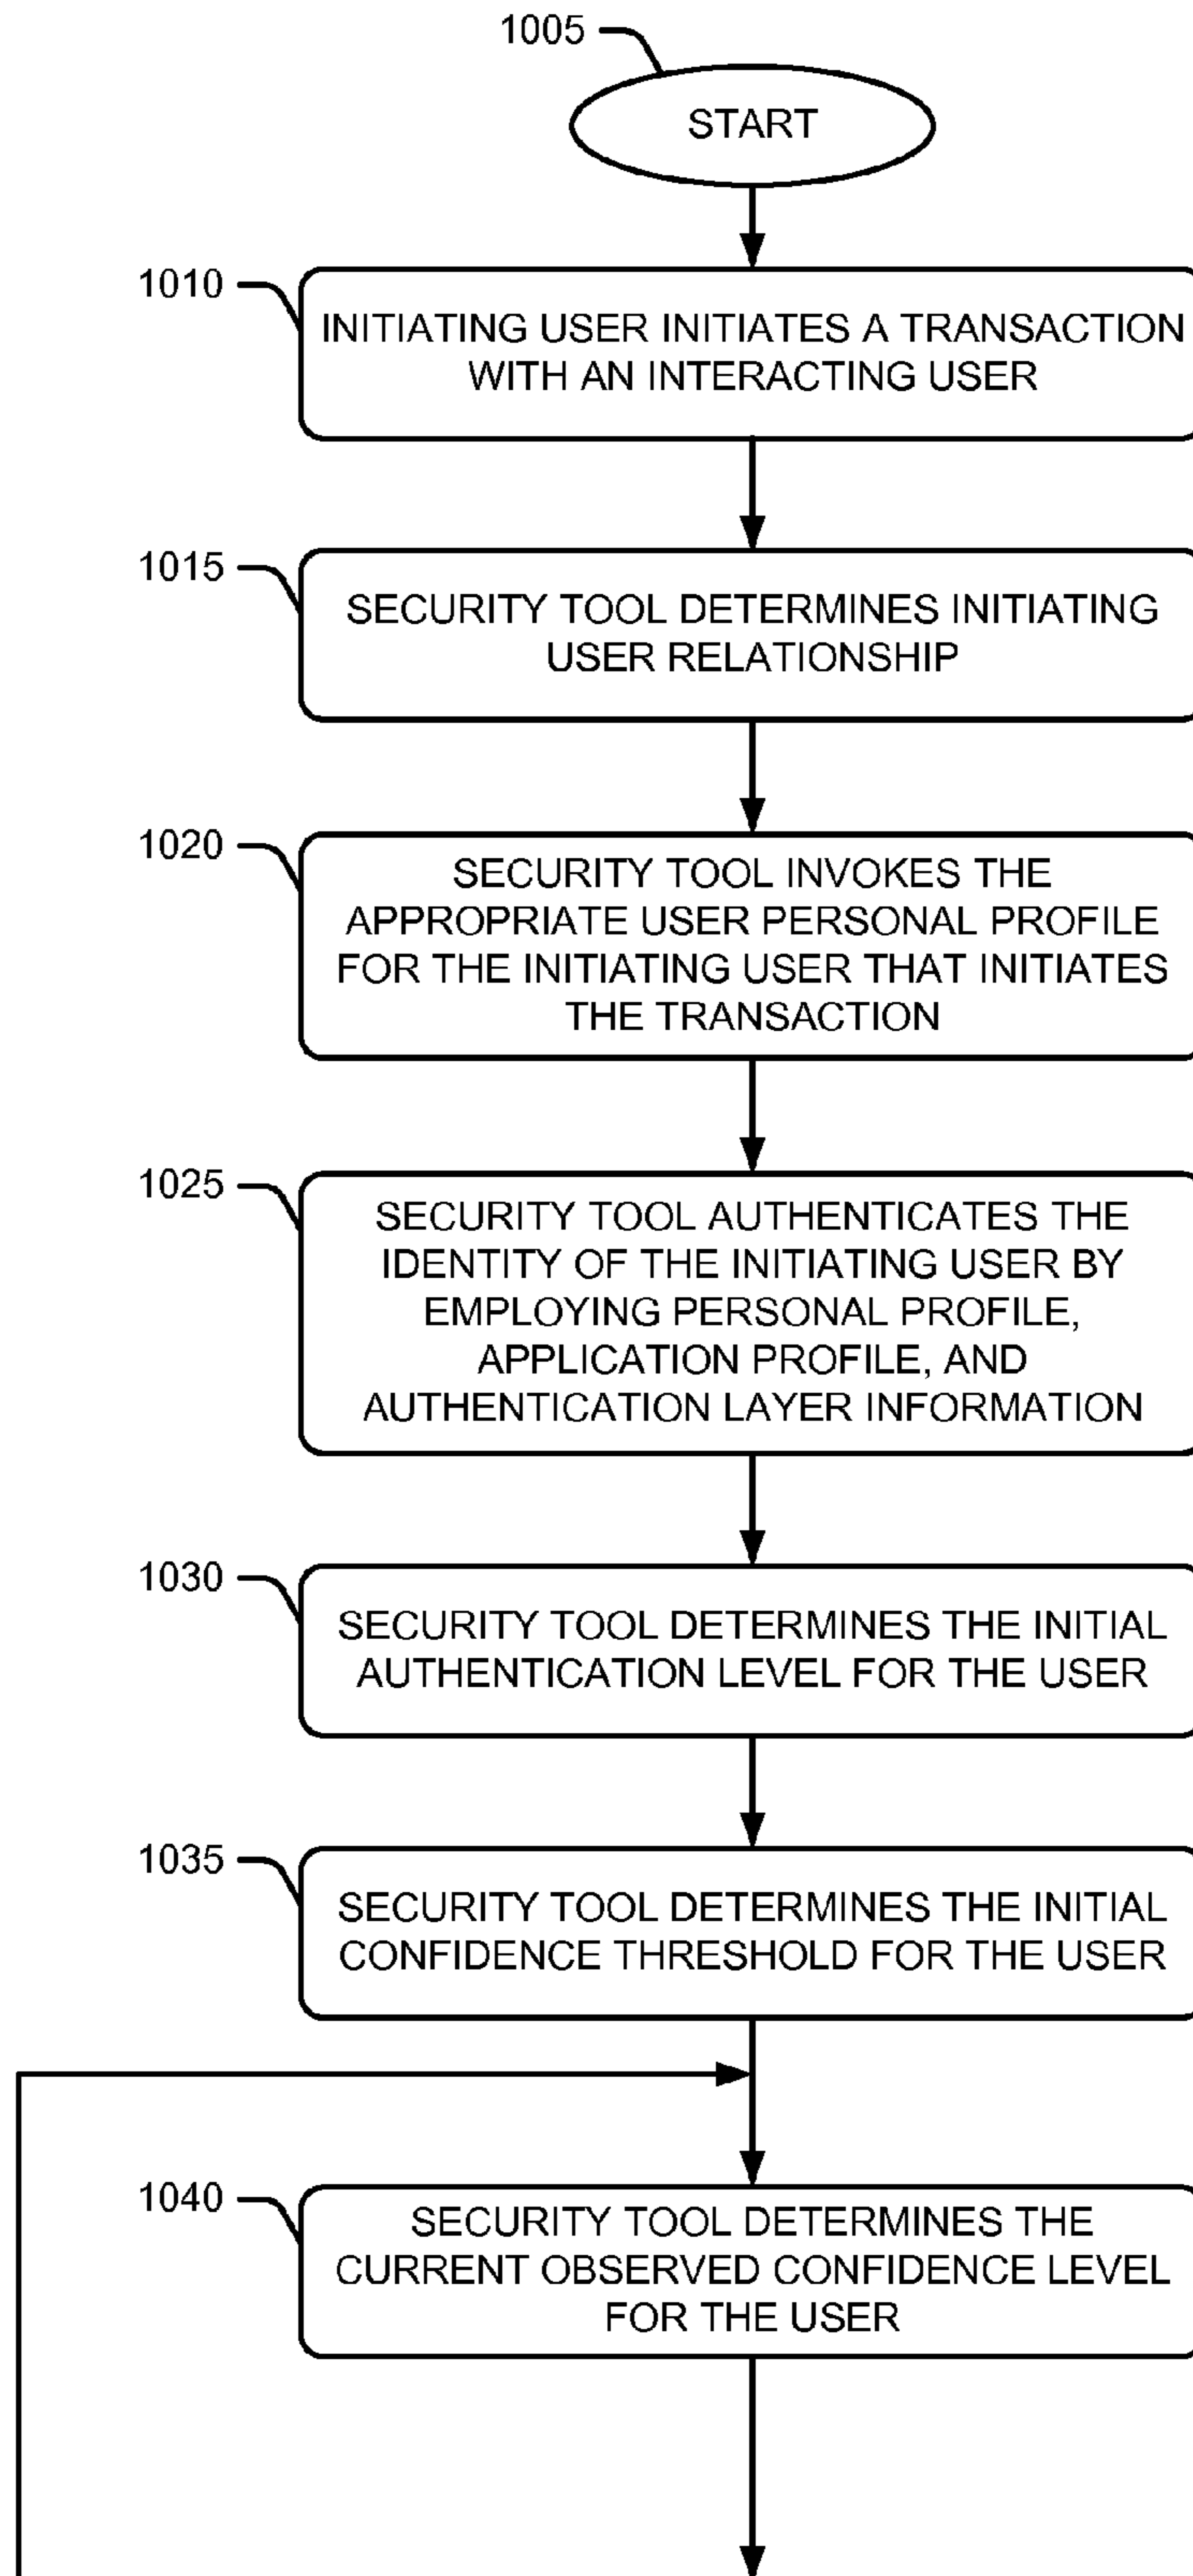 1005
START
1010
INITIATING USER INITIATES A TRANSACTION
WITH AN INTERACTING USER
1015
SECURITY TOOL DETERMINES INITIATING
USER RELATIONSHIP
1020
SECURITY TOOL INVOKES THE
APPROPRIATE USER PERSONAL PROFILE
FOR THE INITIATING USER THAT INITIATES
THE TRANSACTION
1025
SECURITY TOOL AUTHENTICATES THE
IDENTITY OF THE INITIATING USER BY
EMPLOYING PERSONAL PROFILE,
APPLICATION PROFILE, AND
AUTHENTICATION LAYER INFORMATION
1030
SECURITY TOOL DETERMINES THE INITIAL
AUTHENTICATION LEVEL FOR THE USER
1035
SECURITY TOOL DETERMINES THE INITIAL
CONFIDENCE THRESHOLD FOR THE USER
1040
SECURITY TOOL DETERMINES THE
CURRENT OBSERVED CONFIDENCE LEVEL
FOR THE USER